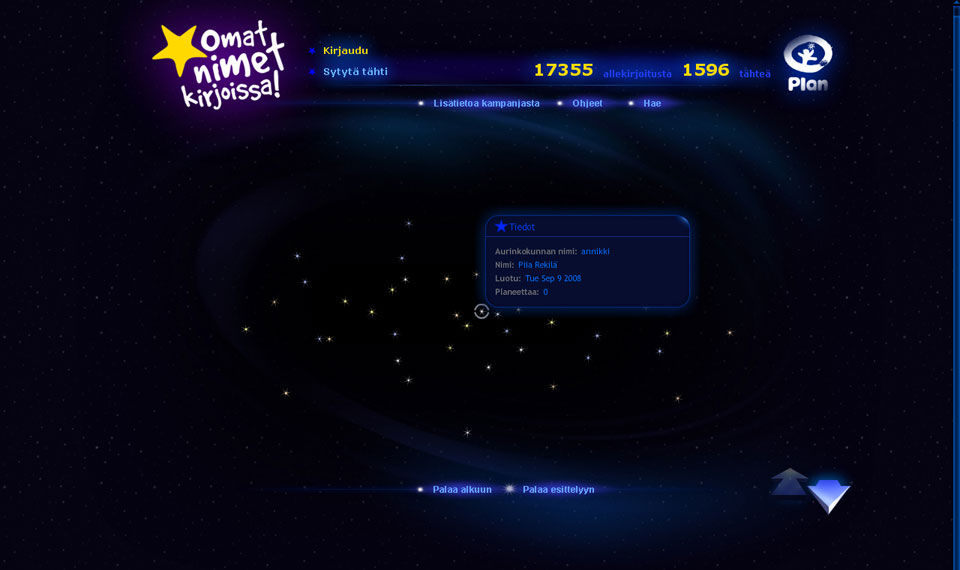 Omat
nimet
kirjoissa!
Kirjaudu
Sytytä tähti
17355 allekirjoitusta 1596 tähteä
Plan
Lisätietoa kampanjasta Ohjeet Hae
Tiedot
Aurinkokunnan nimi: annikki
Nimi: Piia Rekilä
Luotu: Tue Sep 9 2008
Planeettaa: 0
Palaa alkuun Palaa esittelyyn